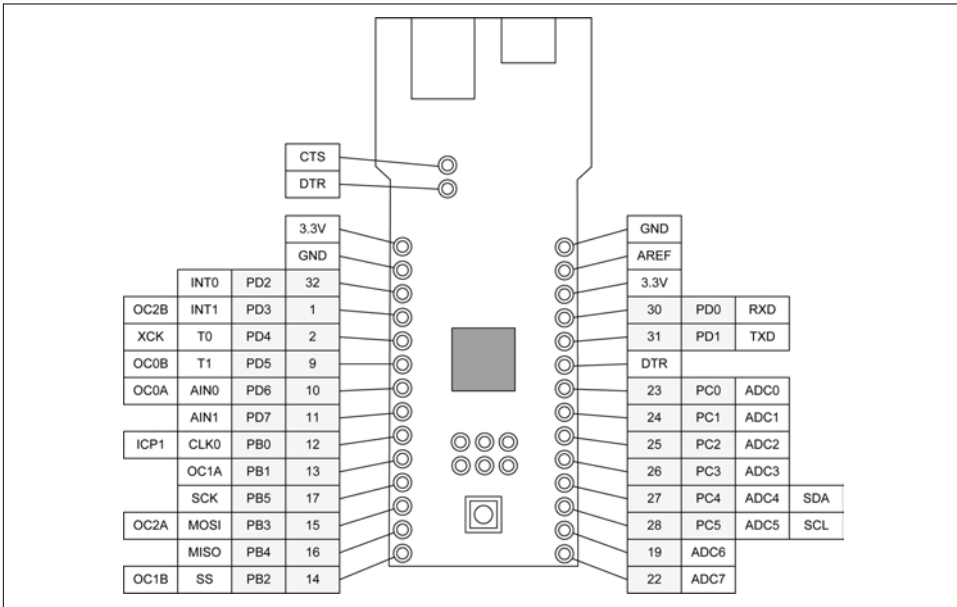 CTS
DTR
3.3V
GND
INT0 PD2 32
OC2B INT1 PD3 1
XCK T0 PD4 2
OC0B T1 PD5 9
OC0A AIN0 PD6 10
AIN1 PD7 11
ICP1 CLK0 PB0 12
OC1A PB1 13
SCK PB5 17
OC2A MOSI PB3 15
MISO PB4 16
OC1B SS PB2 14
GND
AREF
3.3V
30 PD0 RXD
31 PD1 TXD
DTR
23 PC0 ADC0
24 PC1 ADC1
25 PC2 ADC2
26 PC3 ADC3
27 PC4 ADC4 SDA
28 PC5 ADC5 SCL
19 ADC6
22 ADC7